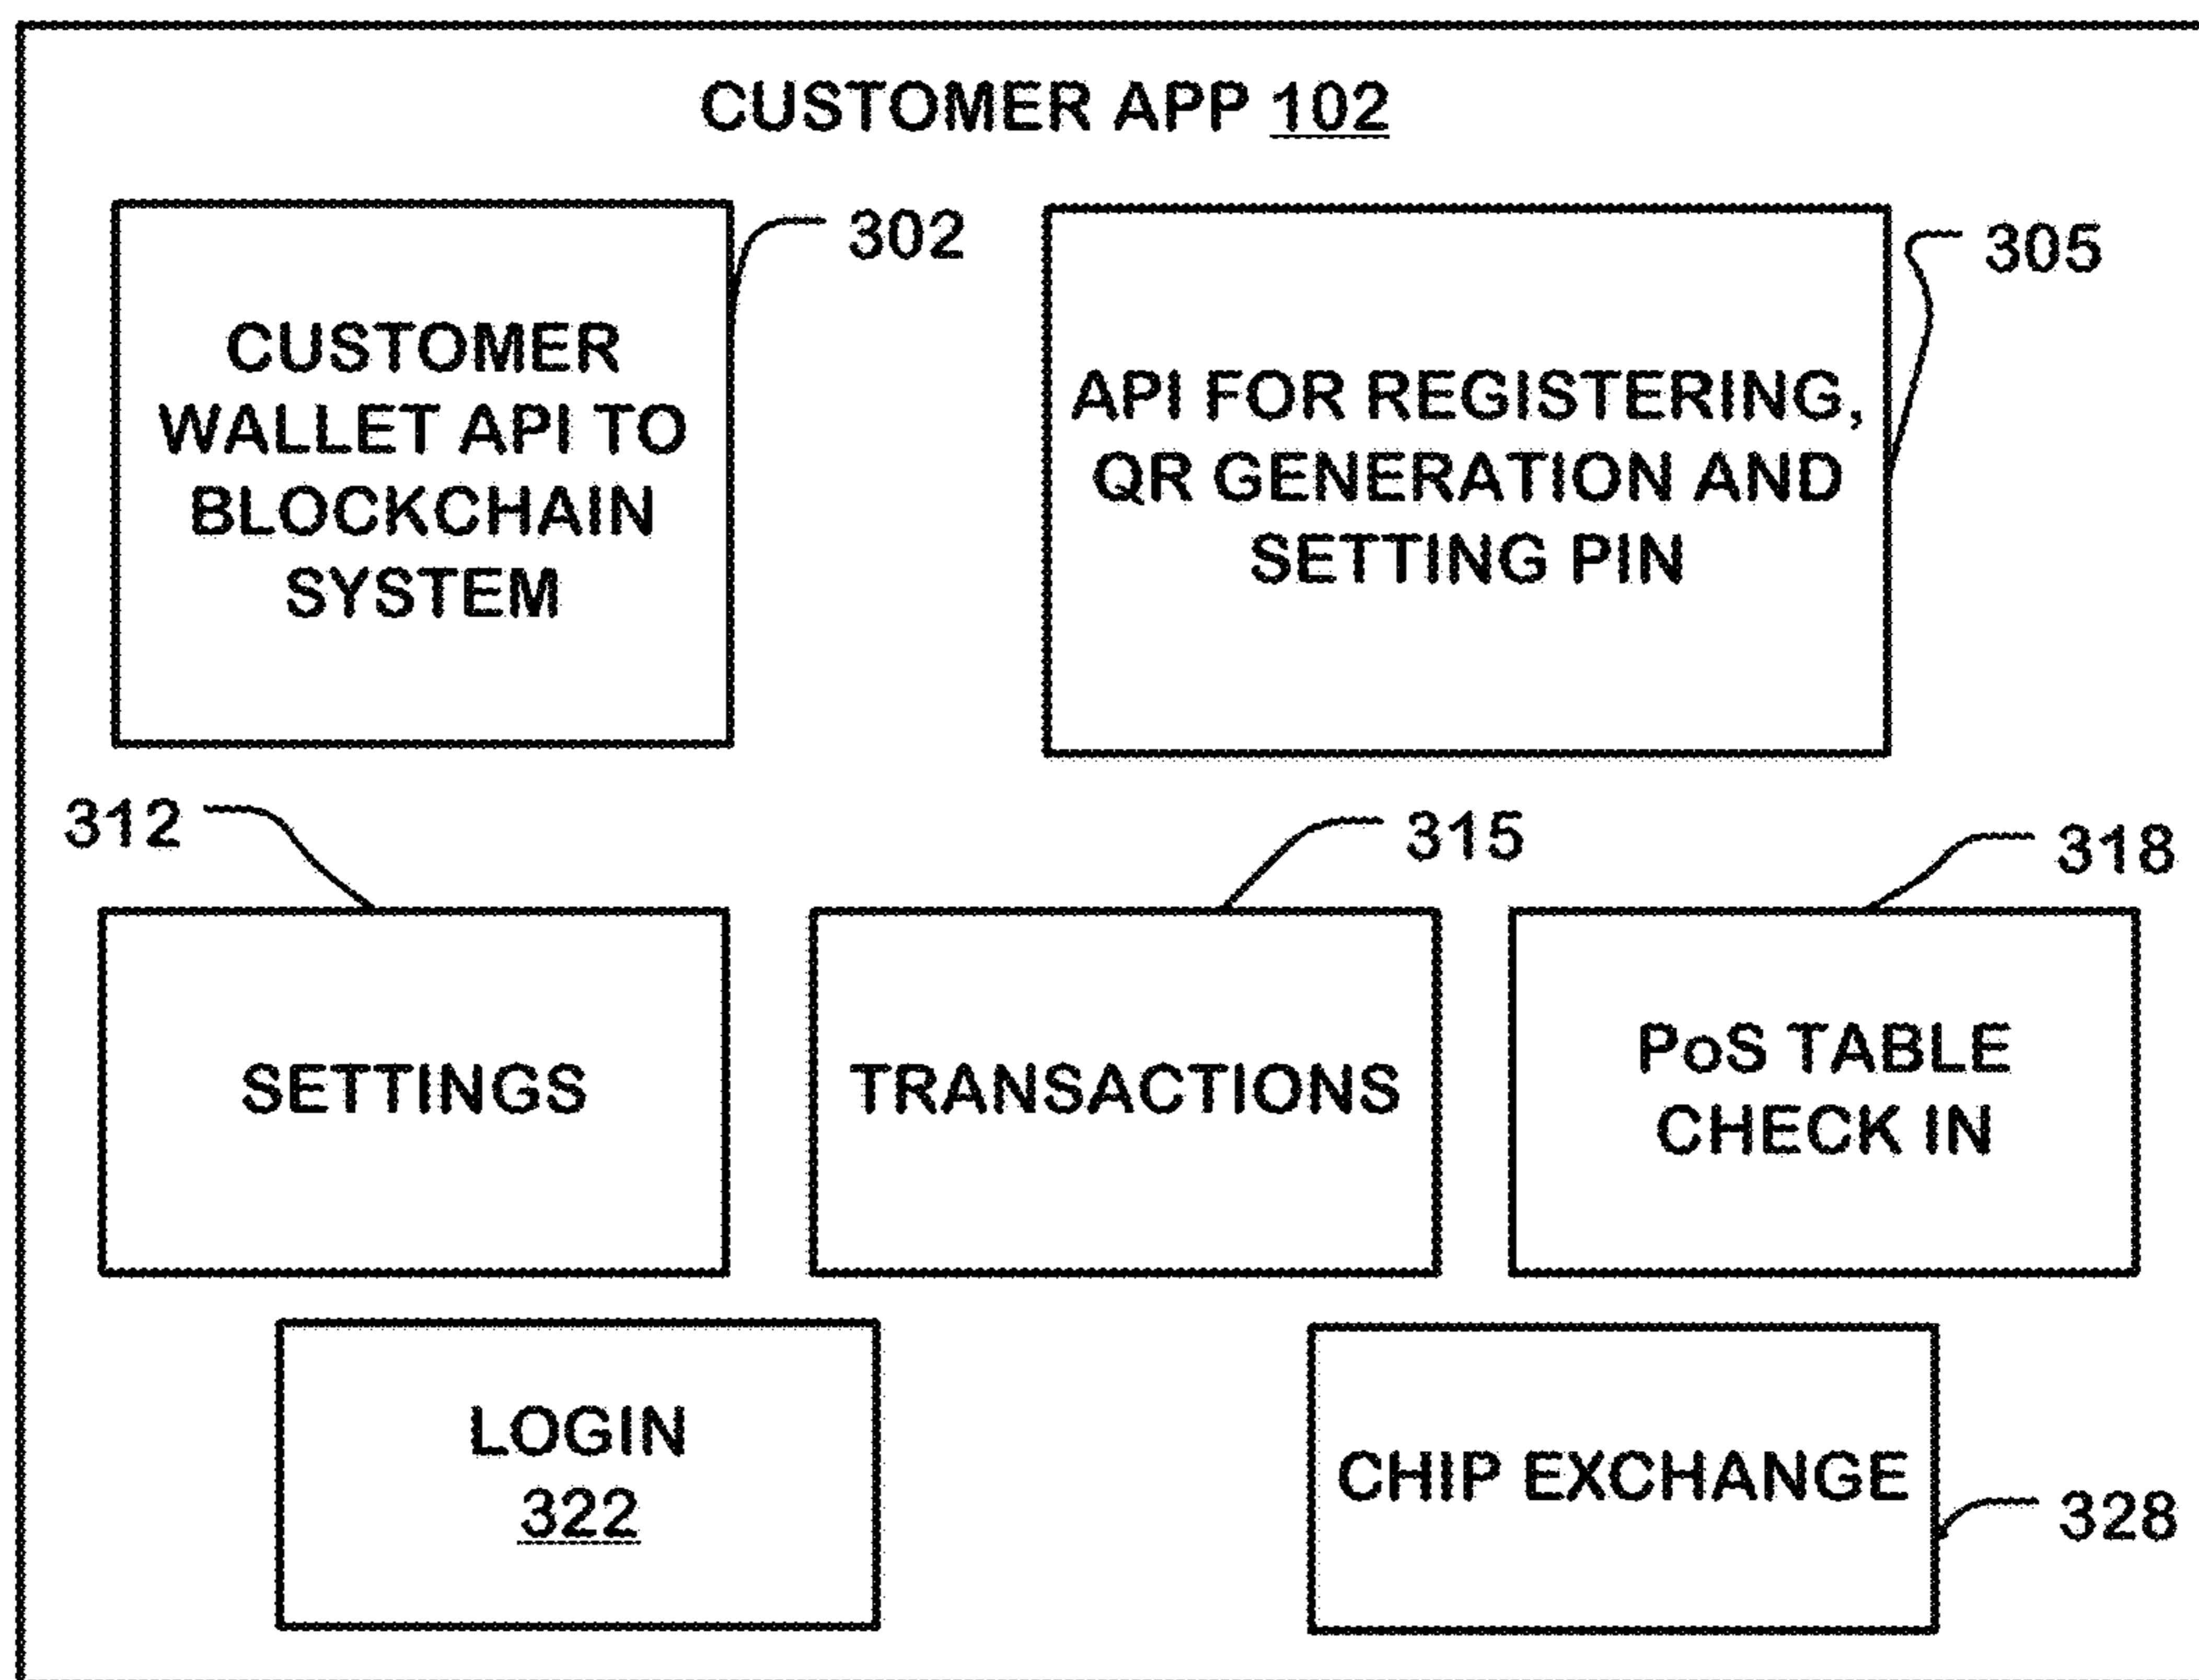 CUSTOMER APP 102
302
CUSTOMER
WALLET API TO
BLOCKCHAIN
SYSTEM
305
API FOR REGISTERING,
QR GENERATION AND
SETTING PIN
312
SETTINGS
315
TRANSACTIONS
318
PoS TABLE
CHECK IN
LOGIN
322
CHIP EXCHANGE
328